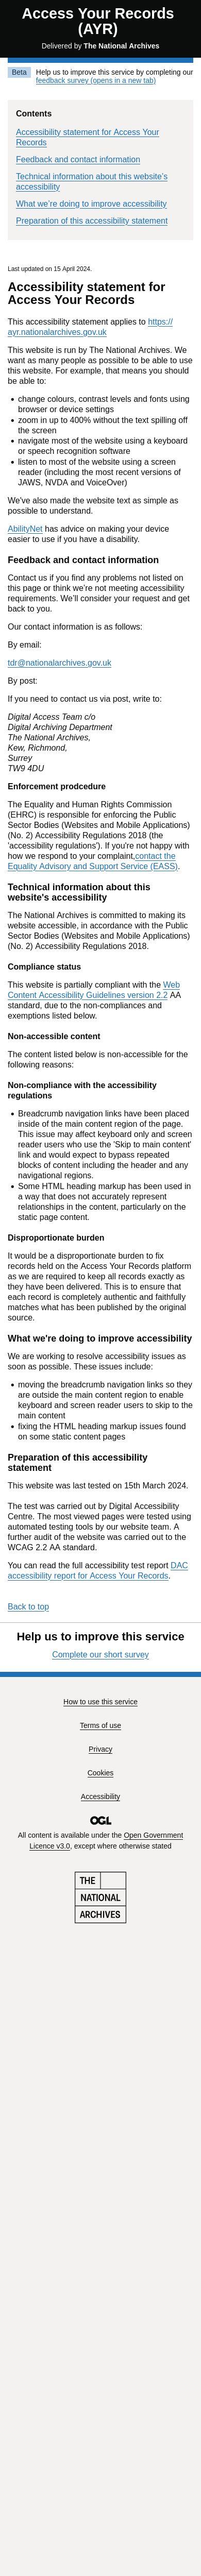 Access Your Records
(AYR)
Delivered by The National Archives
Beta
Help us to improve this service by completing our
feedback survey (opens in a new tab)
Contents
Accessibility statement for Access Your
Records
Feedback and contact information
Technical information about this website's
accessibility
What we're doing to improve accessibility
Preparation of this accessibility statement
Last updated on 15 April 2024.
Accessibility statement for
Access Your Records
This accessibility statement applies to https://
ayr.nationalarchives.gov.uk
This website is run by The National Archives. We
want as many people as possible to be able to use
this website. For example, that means you should
be able to:
• change colours, contrast levels and fonts using
browser or device settings
• zoom in up to 400% without the text spilling off
the screen
• navigate most of the website using a keyboard
or speech recognition software
• listen to most of the website using a screen
reader (including the most recent versions of
JAWS, NVDA and VoiceOver)
We've also made the website text as simple as
possible to understand.
AbilityNet has advice on making your device
easier to use if you have a disability.
Feedback and contact information
Contact us if you find any problems not listed on
this page or think we're not meeting accessibility
requirements. We'll consider your request and get
back to you.
Our contact information is as follows:
By email:
tdr@nationalarchives.gov.uk
By post:
If you need to contact us via post, write to:
Digital Access Team c/o
Digital Archiving Department
The National Archives,
Kew, Richmond,
Surrey
TW9 4DU
Enforcement prodcedure
The Equality and Human Rights Commission
(EHRC) is responsible for enforcing the Public
Sector Bodies (Websites and Mobile Applications)
(No. 2) Accessibility Regulations 2018 (the
'accessibility regulations'). If you're not happy with
how we respond to your complaint,contact the
Equality Advisory and Support Service (EASS).
Technical information about this
website's accessibility
The National Archives is committed to making its
website accessible, in accordance with the Public
Sector Bodies (Websites and Mobile Applications)
(No. 2) Accessibility Regulations 2018.
Compliance status
This website is partially compliant with the Web
Content Accessibility Guidelines version 2.2 AA
standard, due to the non-compliances and
exemptions listed below.
Non-accessible content
The content listed below is non-accessible for the
following reasons:
Non-compliance with the accessibility
regulations
• Breadcrumb navigation links have been placed
inside of the main content region of the page.
This issue may affect keyboard only and screen
reader users who use the 'Skip to main content'
link and would expect to bypass repeated
blocks of content including the header and any
navigational regions.
• Some HTML heading markup has been used in
a way that does not accurately represent
relationships in the content, particularly on the
static page content.
Disproportionate burden
It would be a disproportionate burden to fix
records held on the Access Your Records platform
as we are required to keep all records exactly as
they have been delivered. This is to ensure that
each record is completely authentic and faithfully
matches what has been published by the original
source.
What we're doing to improve accessibility
We are working to resolve accessibility issues as
soon as possible. These issues include:
• moving the breadcrumb navigation links so they
are outside the main content region to enable
keyboard and screen reader users to skip to the
main content
• fixing the HTML heading markup issues found
on some static content pages
Preparation of this accessibility
statement
This website was last tested on 15th March 2024.
The test was carried out by Digital Accessibility
Centre. The most viewed pages were tested using
automated testing tools by our website team. A
further audit of the website was carried out to the
WCAG 2.2 AA standard.
You can read the full accessibility test report DAC
accessibility report for Access Your Records.
Back to top
Help us to improve this service
Complete our short survey
How to use this service
Terms of use
Privacy
Cookies
Accessibility
OGL
All content is available under the Open Government
Licence v3.0, except where otherwise stated
THE
NATIONAL
ARCHIVES